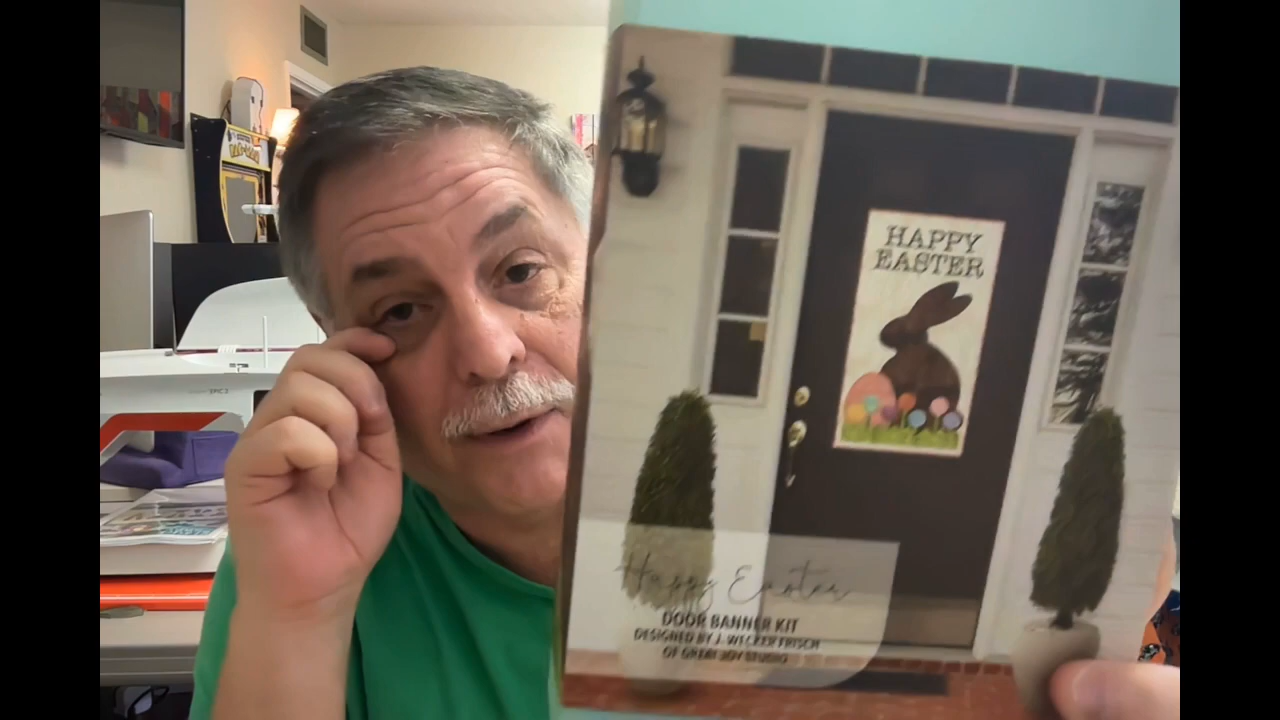 HAPPY
EASTER
Happy Easter
DOOR BANNER KIT
DESIGNED BY J. WECKER FRISCH
OF GREAT JOY STUDIO